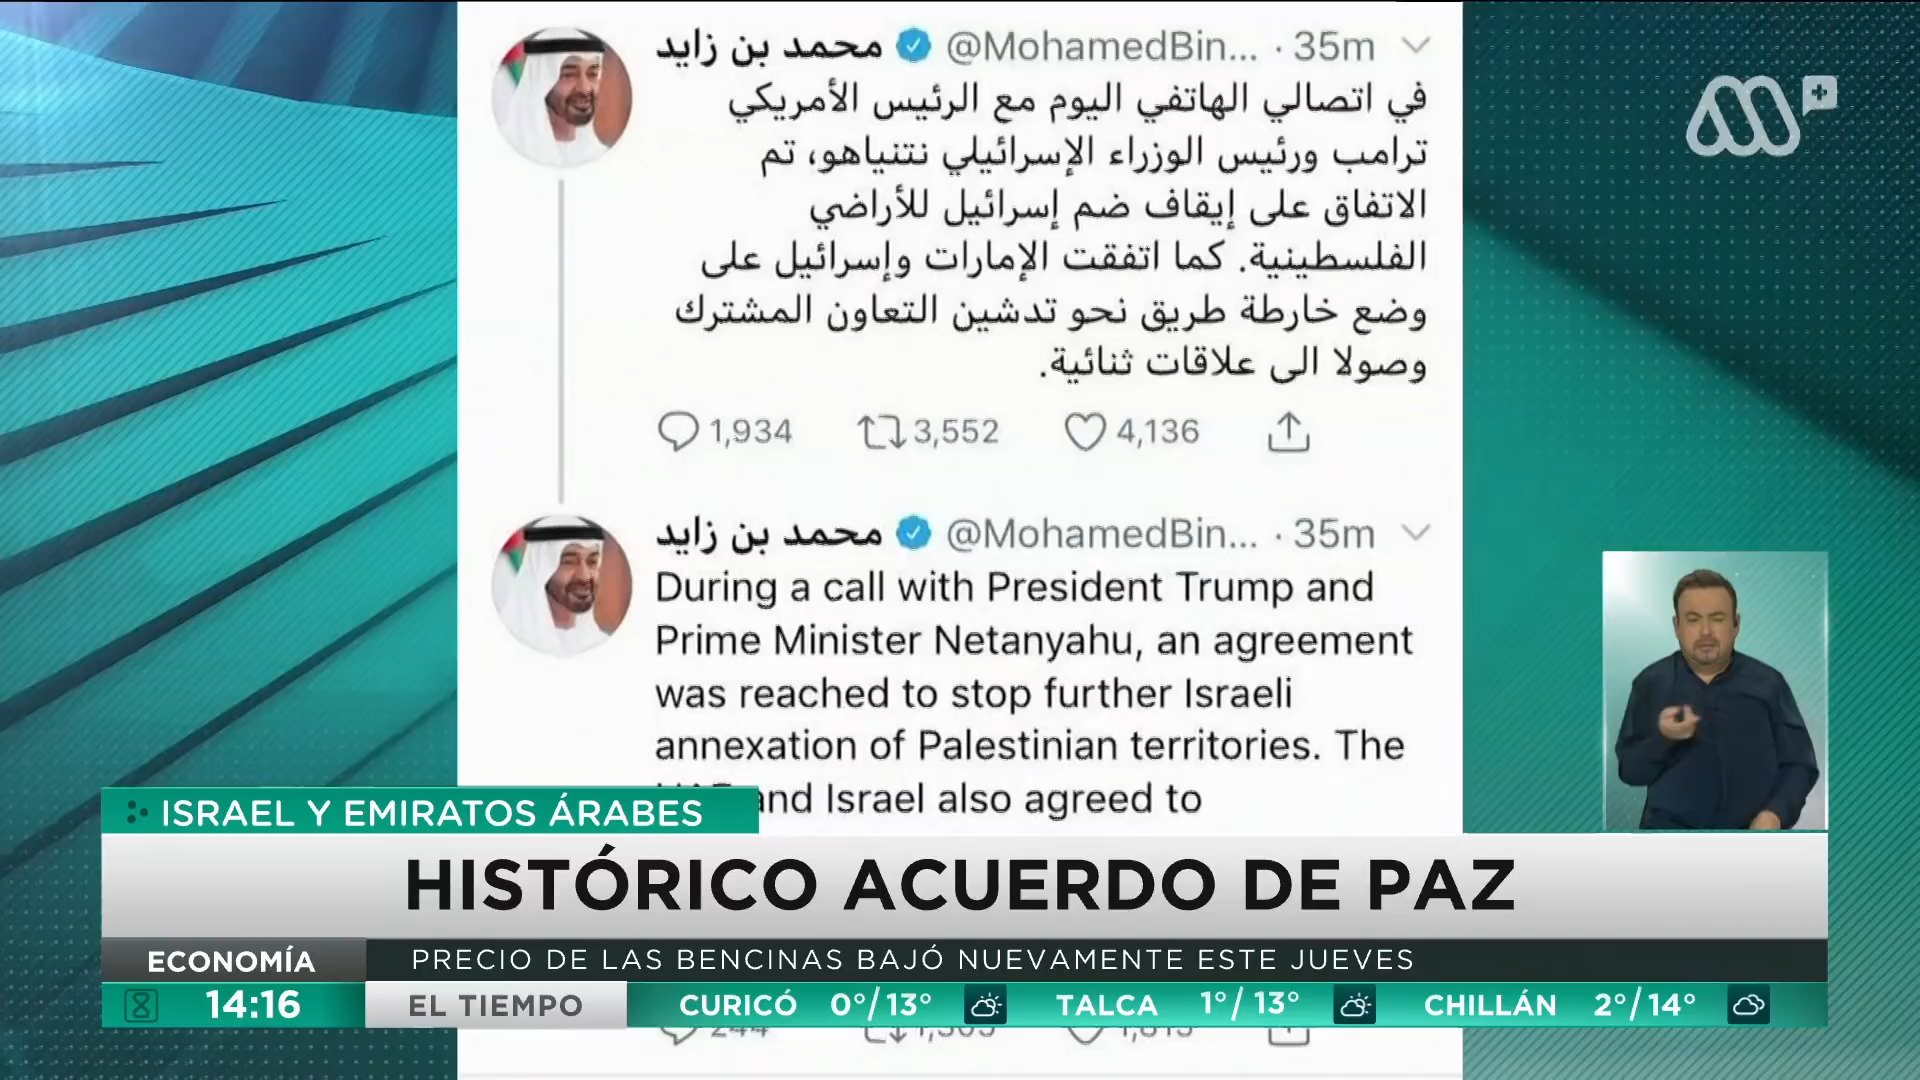 محمد بن زايد @MohamedBin... · 35m
في اتصالي الهاتفي اليوم مع الرئيس الأمريكي
ترامب ورئيس الوزراء الإسرائيلي نتنياهو، تم
الاتفاق على إيقاف ضم إسرائيل للأراضي
الفلسطينية. كما اتفقت الإمارات وإسرائيل على
وضع خارطة طريق نحو تدشين التعاون المشترك
وصولا الى علاقات ثنائية.
1,934 3,552 4,136
محمد بن زايد @MohamedBin... · 35m
During a call with President Trump and
Prime Minister Netanyahu, an agreement
was reached to stop further Israeli
annexation of Palestinian territories. The
and Israel also agreed to
ISRAEL Y EMIRATOS ÁRABES
HISTÓRICO ACUERDO DE PAZ
ECONOMÍA PRECIO DE LAS BENCINAS BAJÓ NUEVAMENTE ESTE JUEVES
14:16 EL TIEMPO CURICÓ 0°/13° TALCA 1°/13° CHILLÁN 2°/14°